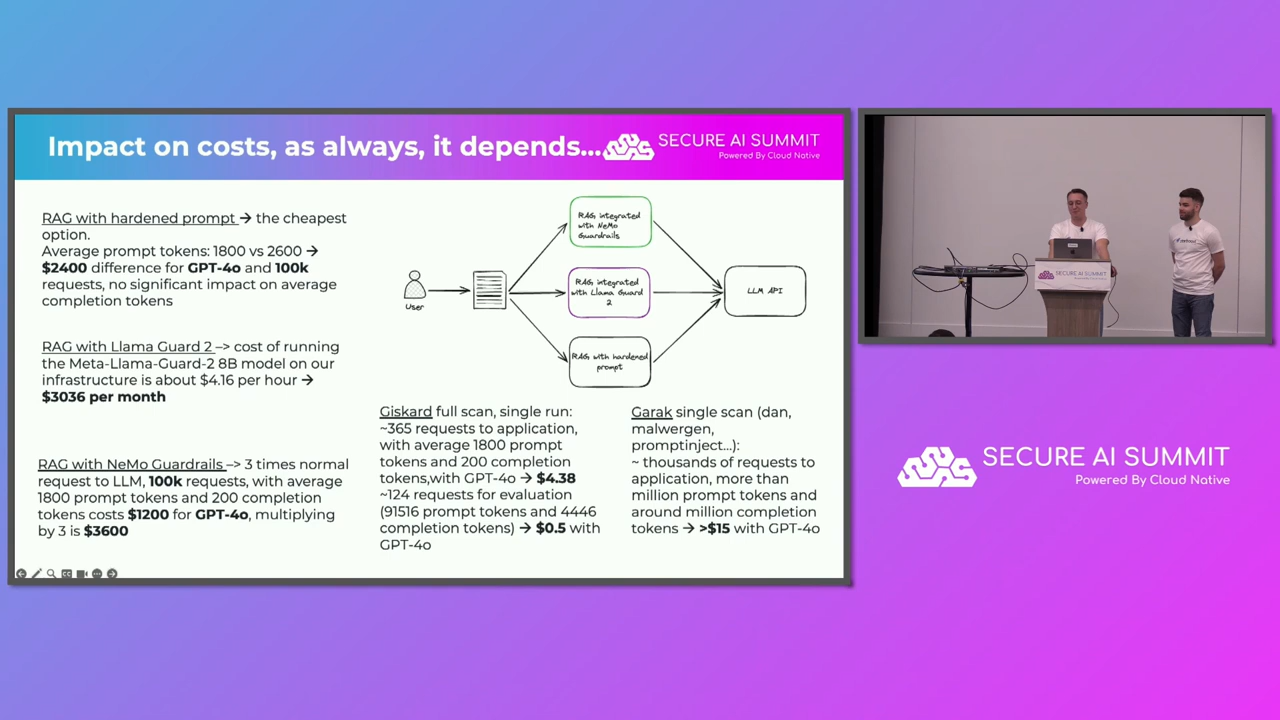 Impact on costs, as always, it depends...
SECURE AI SUMMIT
Powered By Cloud Native
RAG with hardened prompt → the cheapest
option.
Average prompt tokens: 1800 vs 2600 →
$2400 difference for GPT-4o and 100k
requests, no significant impact on average
completion tokens
RAG with Llama Guard 2 –> cost of running
the Meta-Llama-Guard-2 8B model on our
infrastructure is about $4.16 per hour →
$3036 per month
RAG with NeMo Guardrails –> 3 times normal
request to LLM, 100k requests, with average
1800 prompt tokens and 200 completion
tokens costs $1200 for GPT-4o, multiplying
by 3 is $3600
User
RAG integrated
with NeMo
Guardrails
RAG integrated
with Llama Guard
2
RAG with hardened
prompt
LLM API
Giskard full scan, single run:
~365 requests to application,
with average 1800 prompt
tokens and 200 completion
tokens,with GPT-4o → $4.38
~124 requests for evaluation
(91516 prompt tokens and 4446
completion tokens) → $0.5 with
GPT-4o
Garak single scan (dan,
malwergen,
promptinject...):
~ thousands of requests to
application, more than
million prompt tokens and
around million completion
tokens → >$15 with GPT-4o
SECURE AI SUMMIT
SECURE AI SUMMIT
Powered By Cloud Native